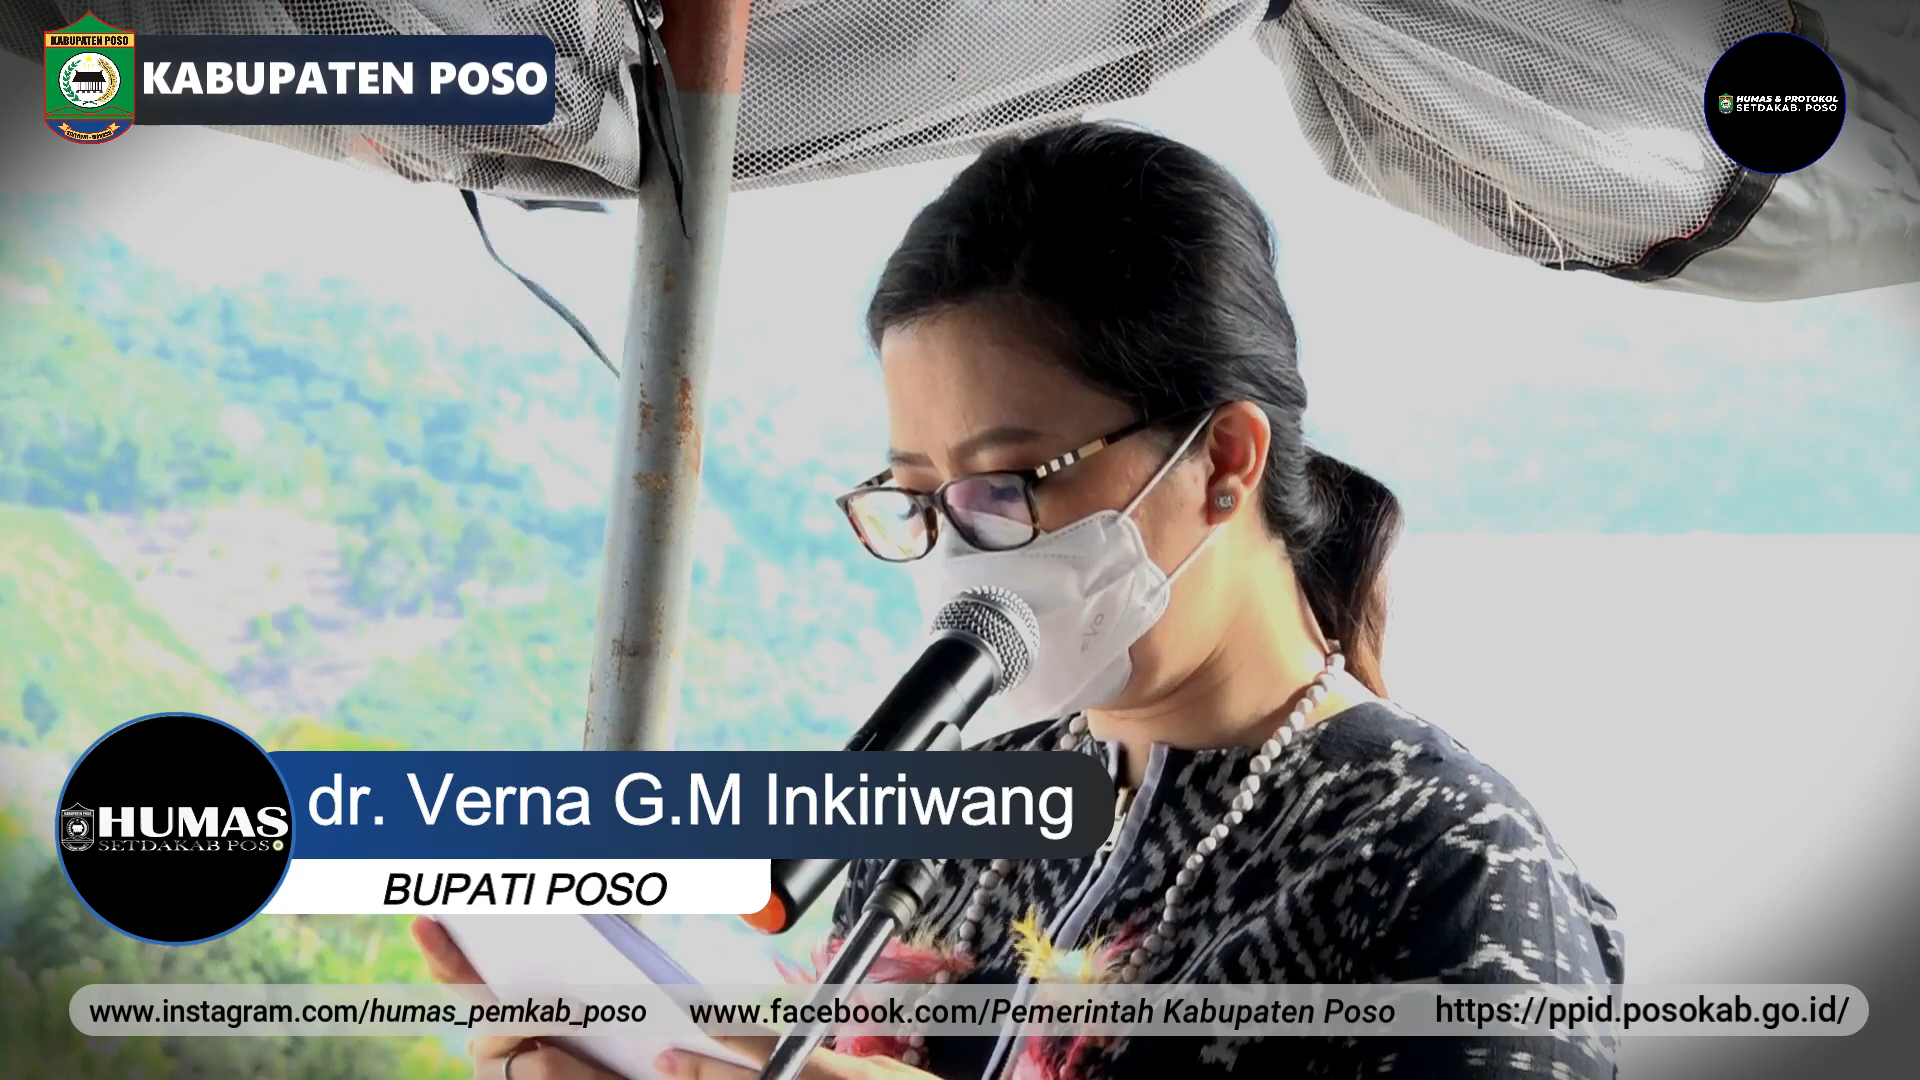 KABUPATEN POSO
KABUPATEN POSO
HUMAS & PROTOKOL
SETDAKAB. POSO
evo
dr. Verna G.M Inkiriwang
HUMAS
SETDAKAB POSO
BUPATI POSO
www.instagram.com/humas_pemkab_poso
www.facebook.com/Pemerintah Kabupaten Poso
https://ppid.posokab.go.id/